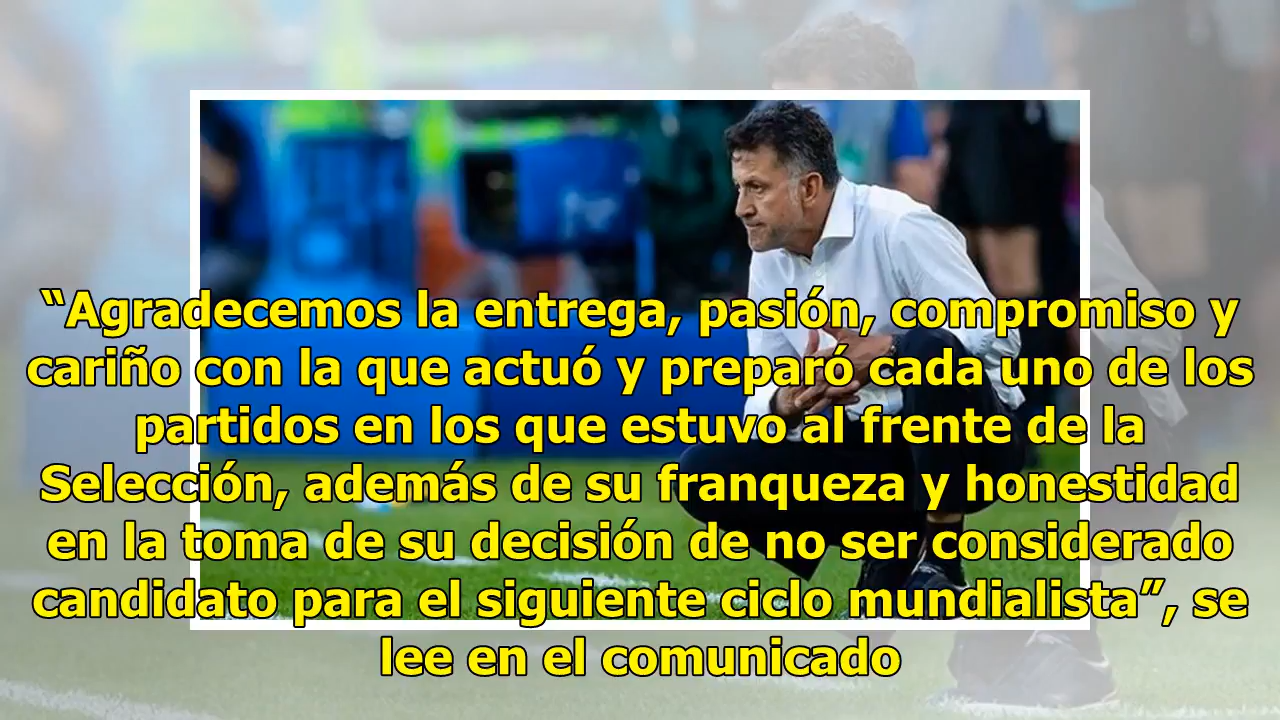 “Agradecemos la entrega, pasión, compromiso y
cariño con la que actuó y preparó cada uno de los
partidos en los que estuvo al frente de la
Selección, además de su franqueza y honestidad
en la toma de su decisión de no ser considerado
candidato para el siguiente ciclo mundialista”, se
lee en el comunicado